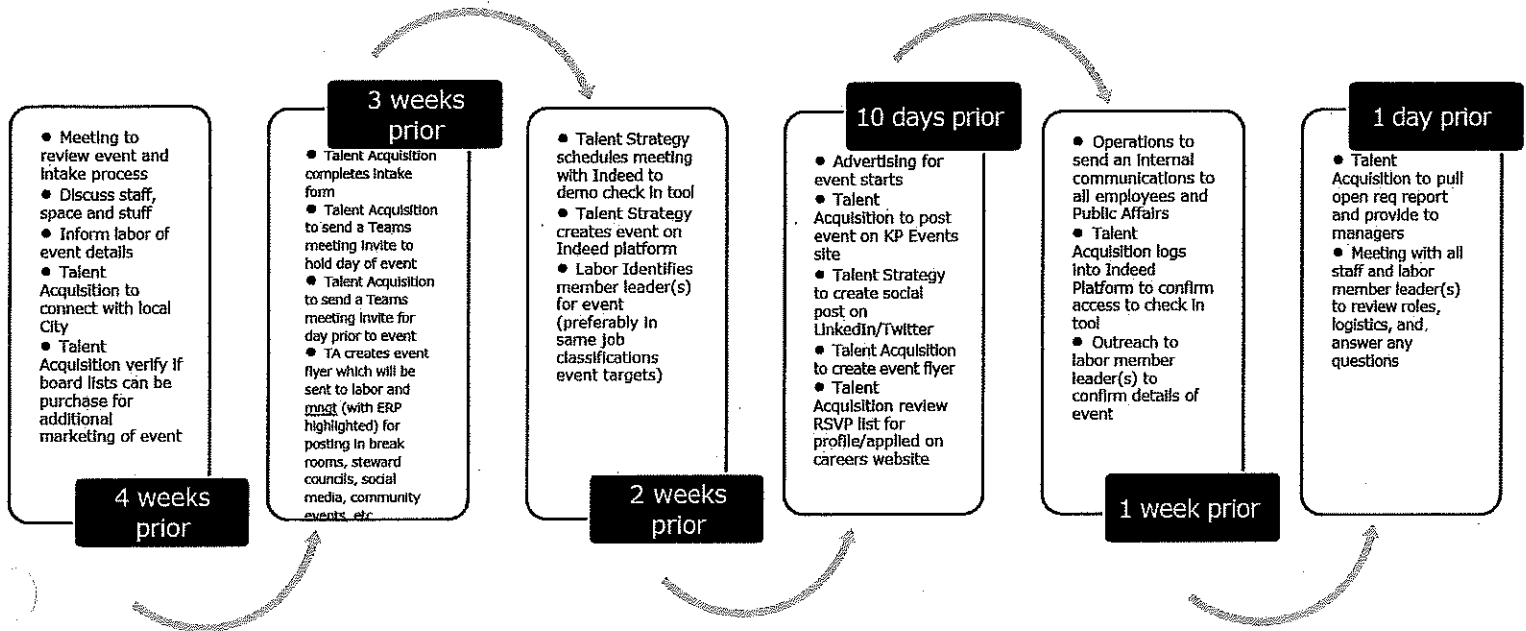 4 weeks
prior
● Meeting to
review event and
intake process
● Discuss staff,
space and stuff
● Inform labor of
event details
● Talent
Acquisition to
connect with local
City
● Talent
Acquisition verify if
board lists can be
purchase for
additional
marketing of event
3 weeks
prior
● Talent Acquisition
completes intake
form
● Talent Acquisition
to send a Teams
meeting invite to
hold day of event
● Talent Acquisition
to send a Teams
meeting invite for
day prior to event
● TA creates event
flyer which will be
sent to labor and
mngt (with ERP
highlighted) for
posting in break
rooms, steward
councils, social
media, community
events, etc
2 weeks
prior
● Talent Strategy
schedules meeting
with Indeed to
demo check in tool
● Talent Strategy
creates event on
Indeed platform
● Labor Identifies
member leader(s)
for event
(preferably in
same job
classifications
event targets)
10 days prior
● Advertising for
event starts
● Talent
Acquisition to post
event on KP Events
site
● Talent Strategy
to create social
post on
LinkedIn/Twitter
● Talent Acquisition
to create event flyer
● Talent
Acquisition review
RSVP list for
profile/applied on
careers website
1 week prior
● Operations to
send an internal
communications to
all employees and
Public Affairs
● Talent
Acquisition logs
into Indeed
Platform to confirm
access to check in
tool
● Outreach to
labor member
leader(s) to
confirm details of
event
1 day prior
● Talent
Acquisition to pull
open req report
and provide to
managers
● Meeting with all
staff and labor
member leader(s)
to review roles,
logistics, and,
answer any
questions